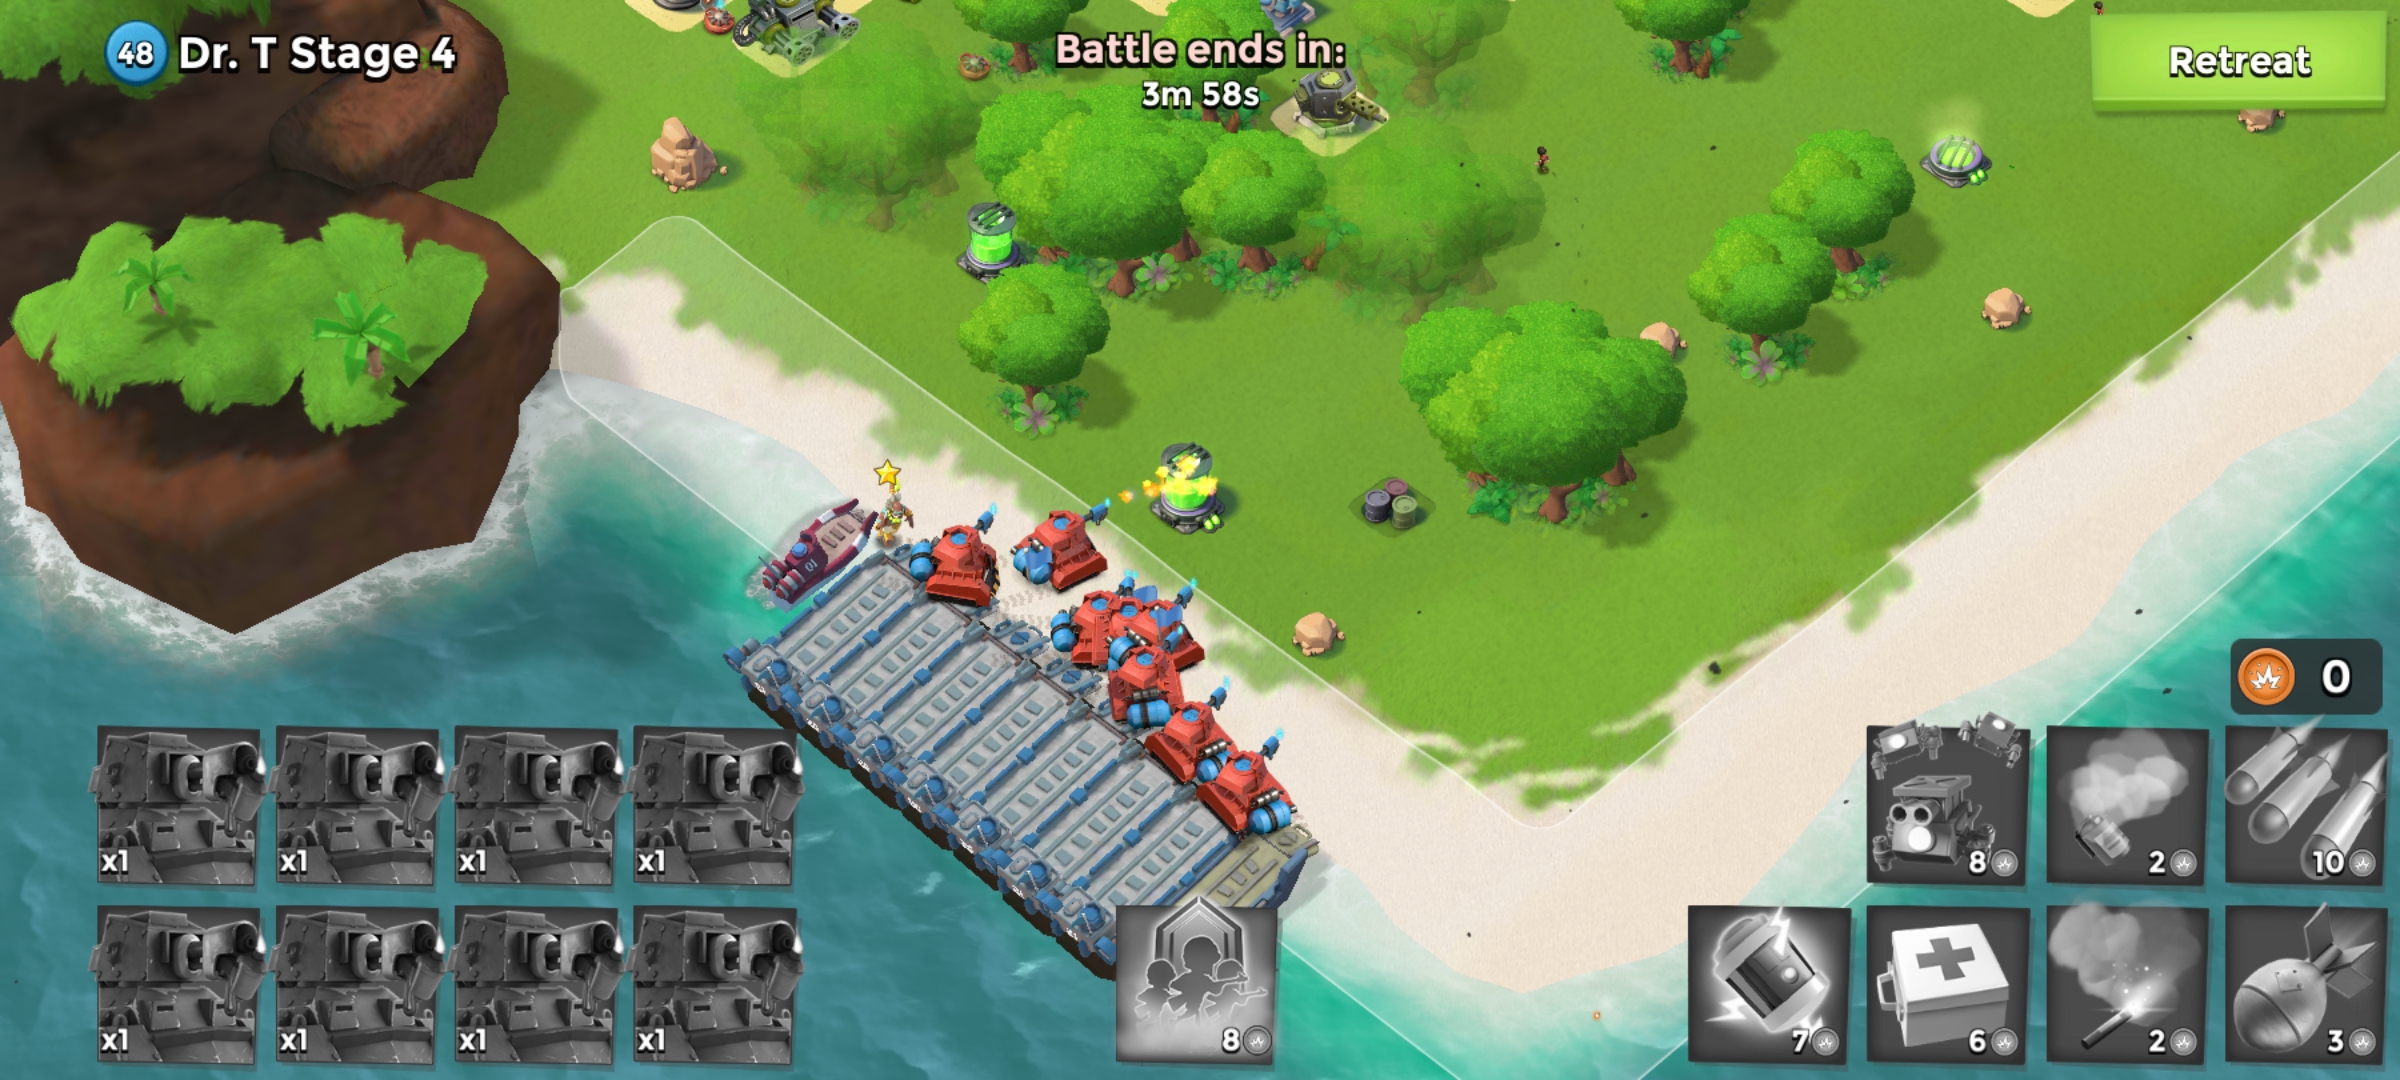 48 Dr. T Stage 4
Battle ends in:
3m 58s
Retreat
01
0
x1 x1 x1 x1
8 2 10
x1 x1 x1 x1
8
7 6 2 3